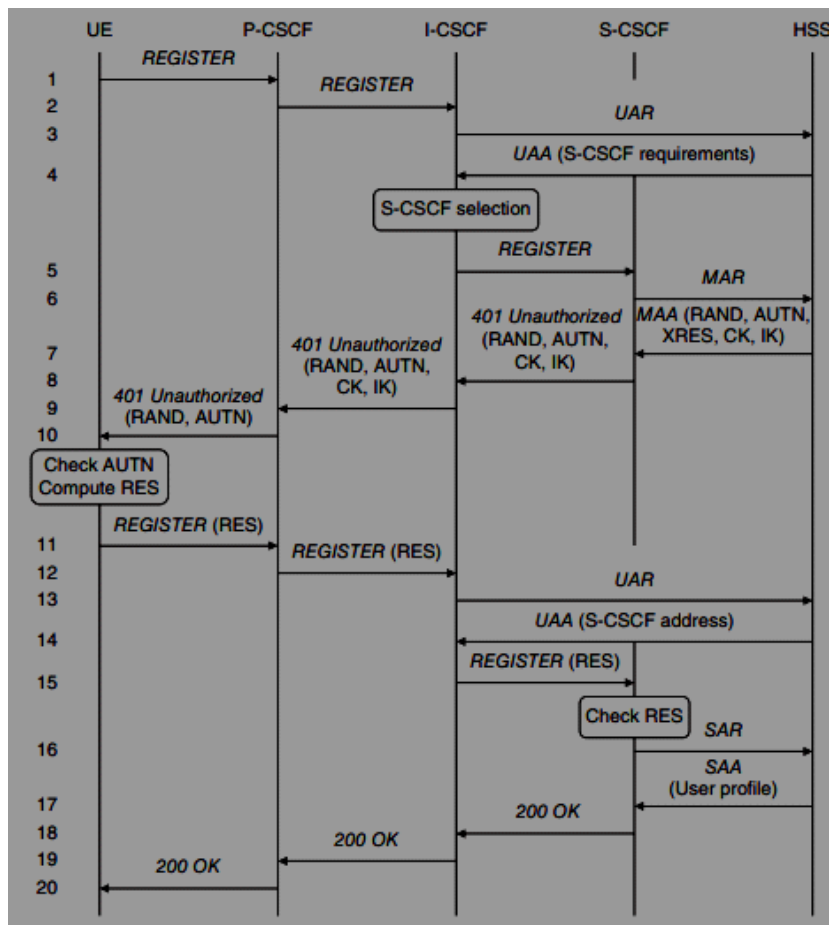 UE P-CSCF I-CSCF S-CSCF HSS
REGISTER
1
REGISTER
2
UAR
3
UAA (S-CSCF requirements)
4
S-CSCF selection
REGISTER
5
MAR
6
401 Unauthorized
(RAND, AUTN,
CK, IK)
MAA (RAND, AUTN,
XRES, CK, IK)
7
401 Unauthorized
(RAND, AUTN,
CK, IK)
8
401 Unauthorized
(RAND, AUTN)
9
10
Check AUTN
Compute RES
REGISTER (RES)
11
REGISTER (RES)
12
UAR
13
UAA (S-CSCF address)
14
REGISTER (RES)
15
Check RES
SAR
16
SAA
(User profile)
17
200 OK
18
200 OK
19
200 OK
20